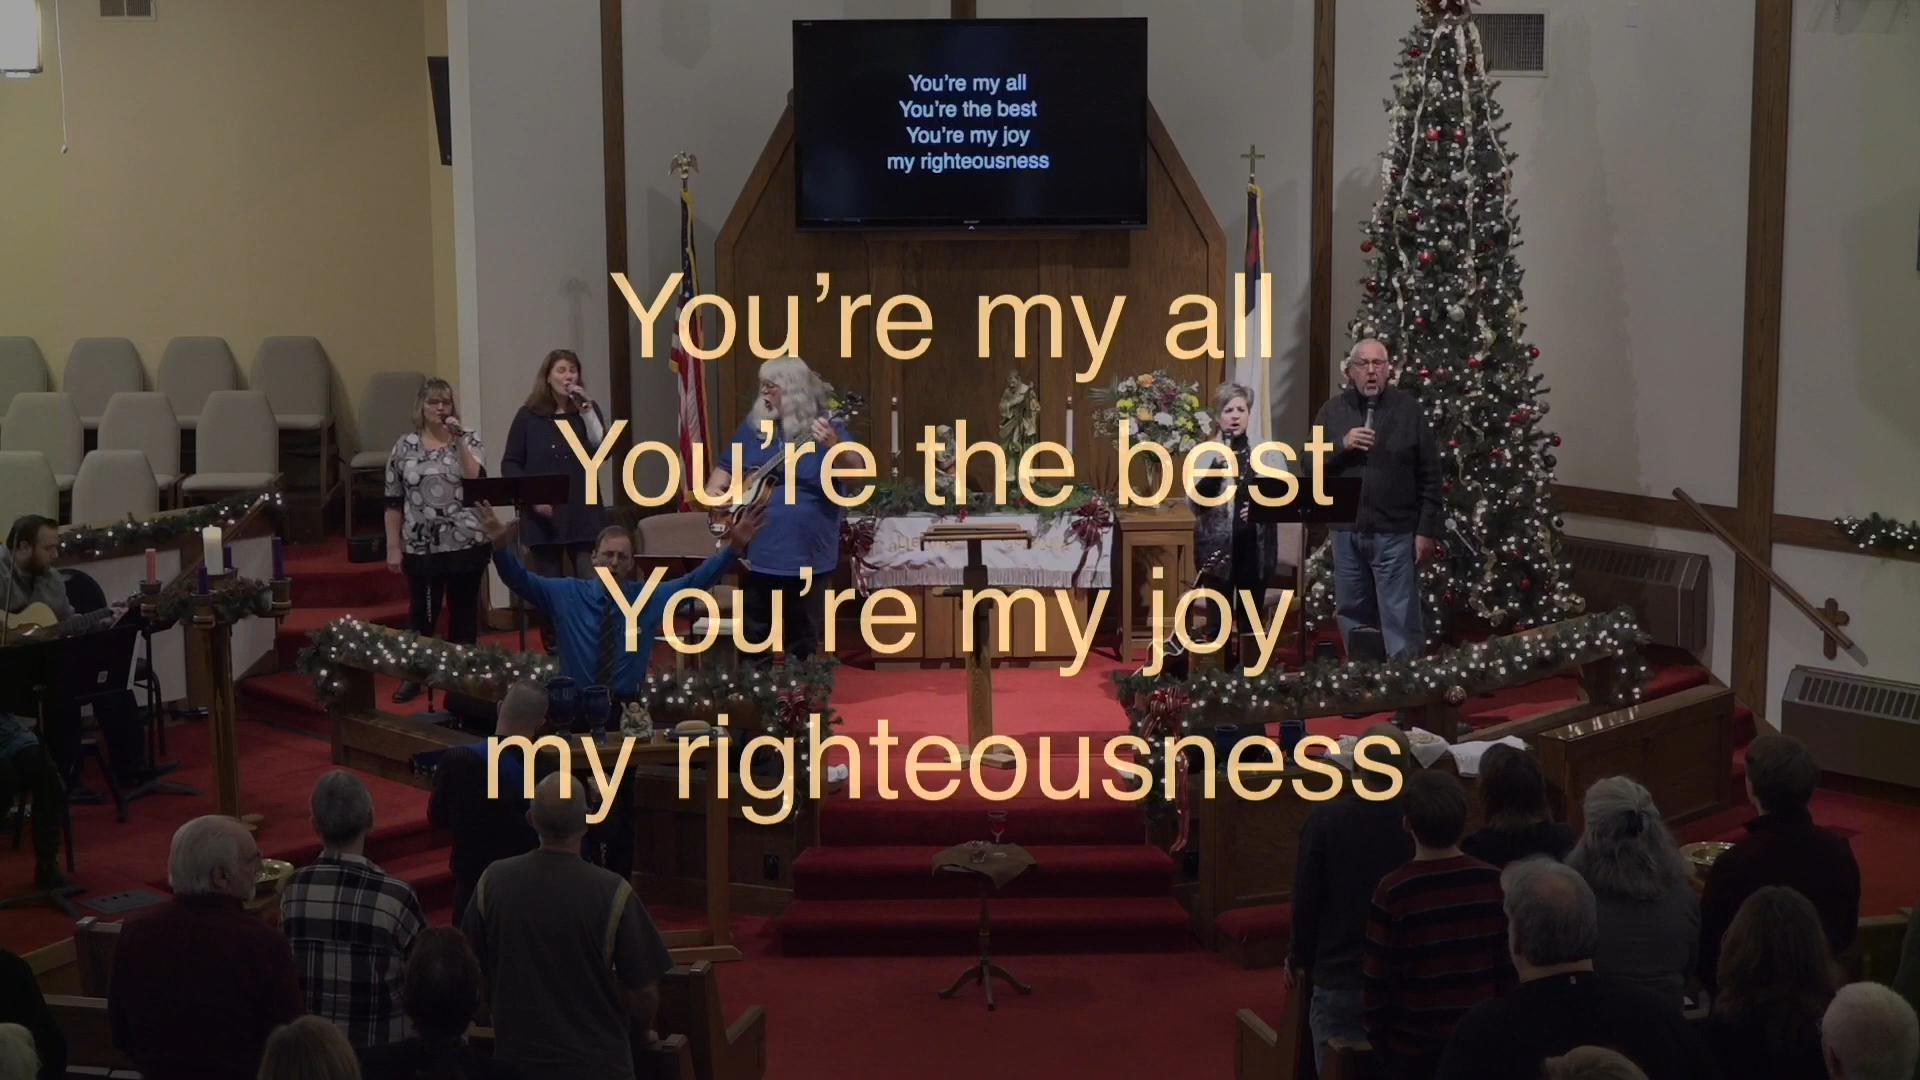 You're my all
You're the best
You're my joy
my righteousness
You’re my all
You’re the best
You’re my joy
my righteousness